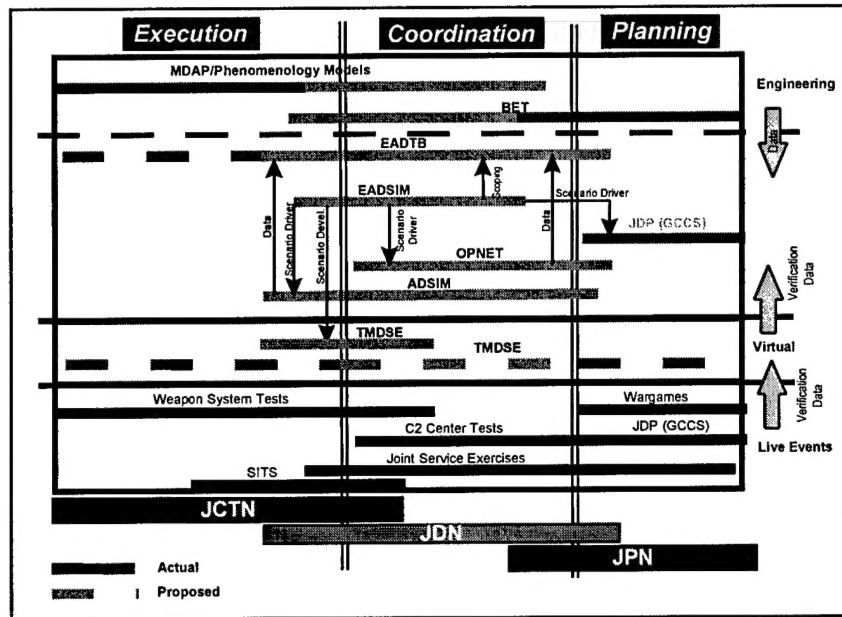 Execution
Coordination
Planning
MDAP/Phenomenology Models
Engineering
BET
Data
EADTB
Scoping
EADSIM
Scenario Driver
Data
Scenario Driver
Scenario Devel.
Scenario Driver
Data
JDP (GCCS)
OPNET
ADSIM
Verification Data
TMDSE
TMDSE
Virtual
Weapon System Tests
Wargames
Verification Data
C2 Center Tests
JDP (GCCS)
Live Events
Joint Service Exercises
SITS
JCTN
JDN
JPN
Actual
Proposed